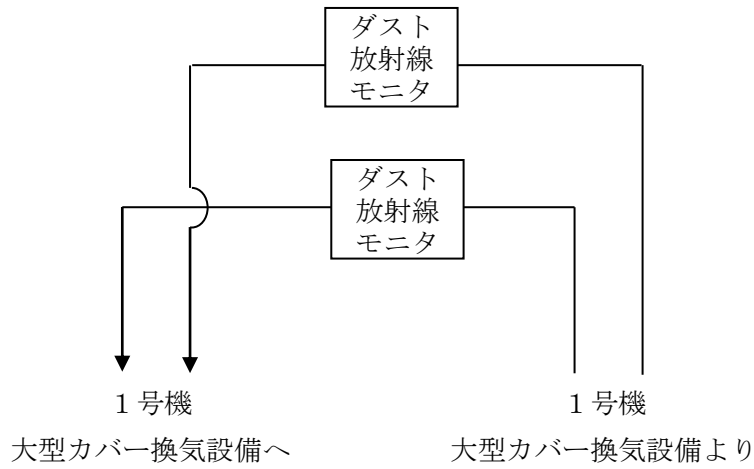 ダスト
放射線
モニタ
ダスト
放射線
モニタ
1号機
大型カバー換気設備へ
1号機
大型カバー換気設備より